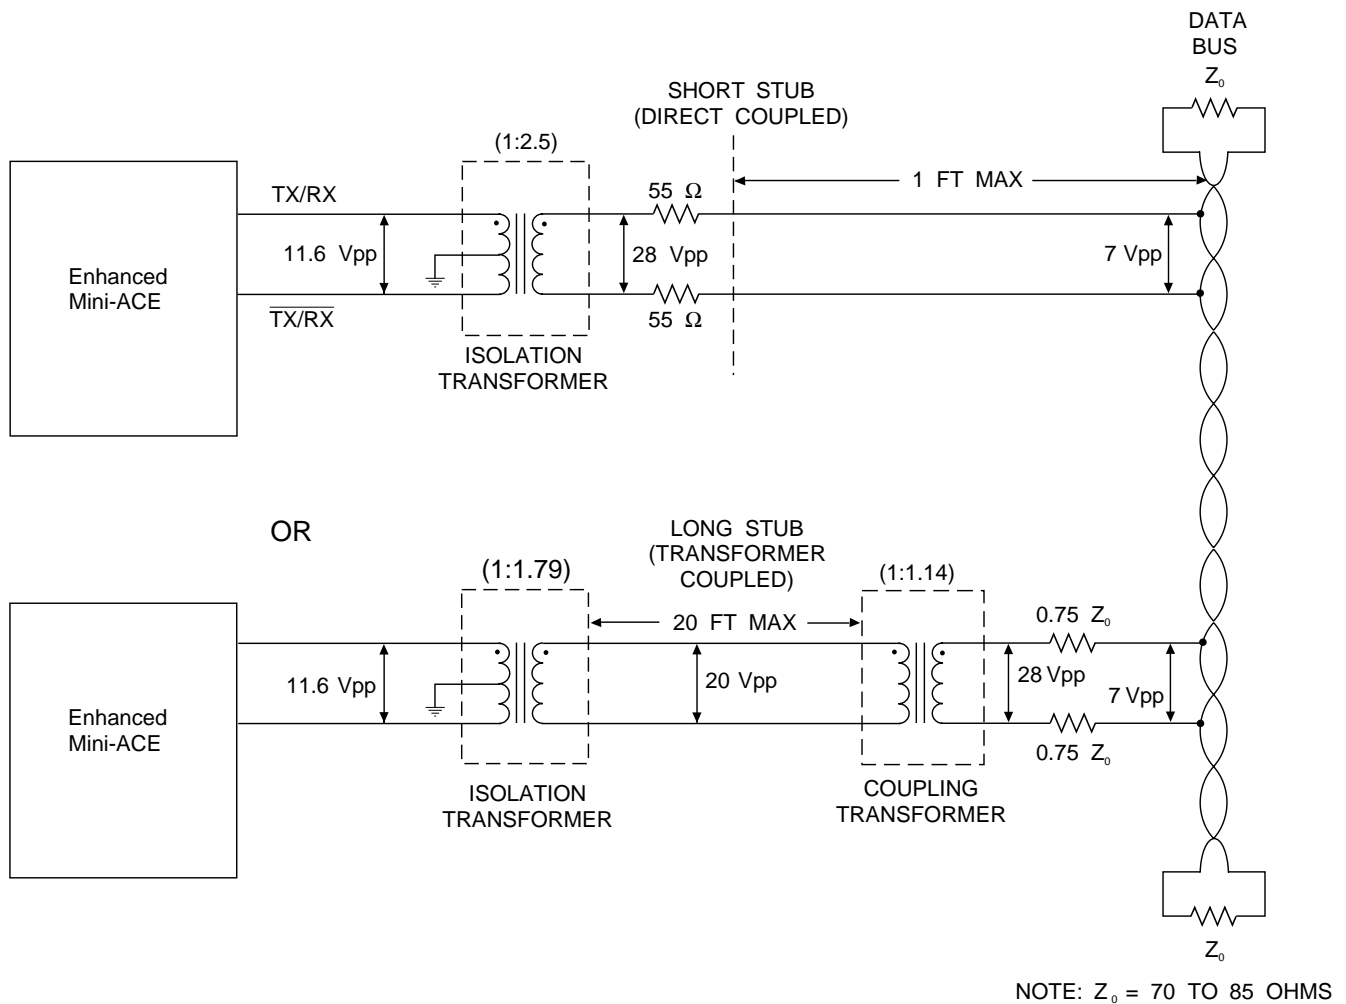 DATA
BUS
Z₀
SHORT STUB
(DIRECT COUPLED)
(1:2.5)
1 FT MAX
TX/RX
55 Ω
11.6 Vpp
28 Vpp
7 Vpp
Enhanced
Mini-ACE
TX/RX
55 Ω
ISOLATION
TRANSFORMER
OR
LONG STUB
(TRANSFORMER
COUPLED)
(1:1.79)
(1:1.14)
20 FT MAX
0.75 Z₀
11.6 Vpp
20 Vpp
28 Vpp
7 Vpp
Enhanced
Mini-ACE
0.75 Z₀
ISOLATION
TRANSFORMER
COUPLING
TRANSFORMER
Z₀
NOTE: Z₀ = 70 TO 85 OHMS